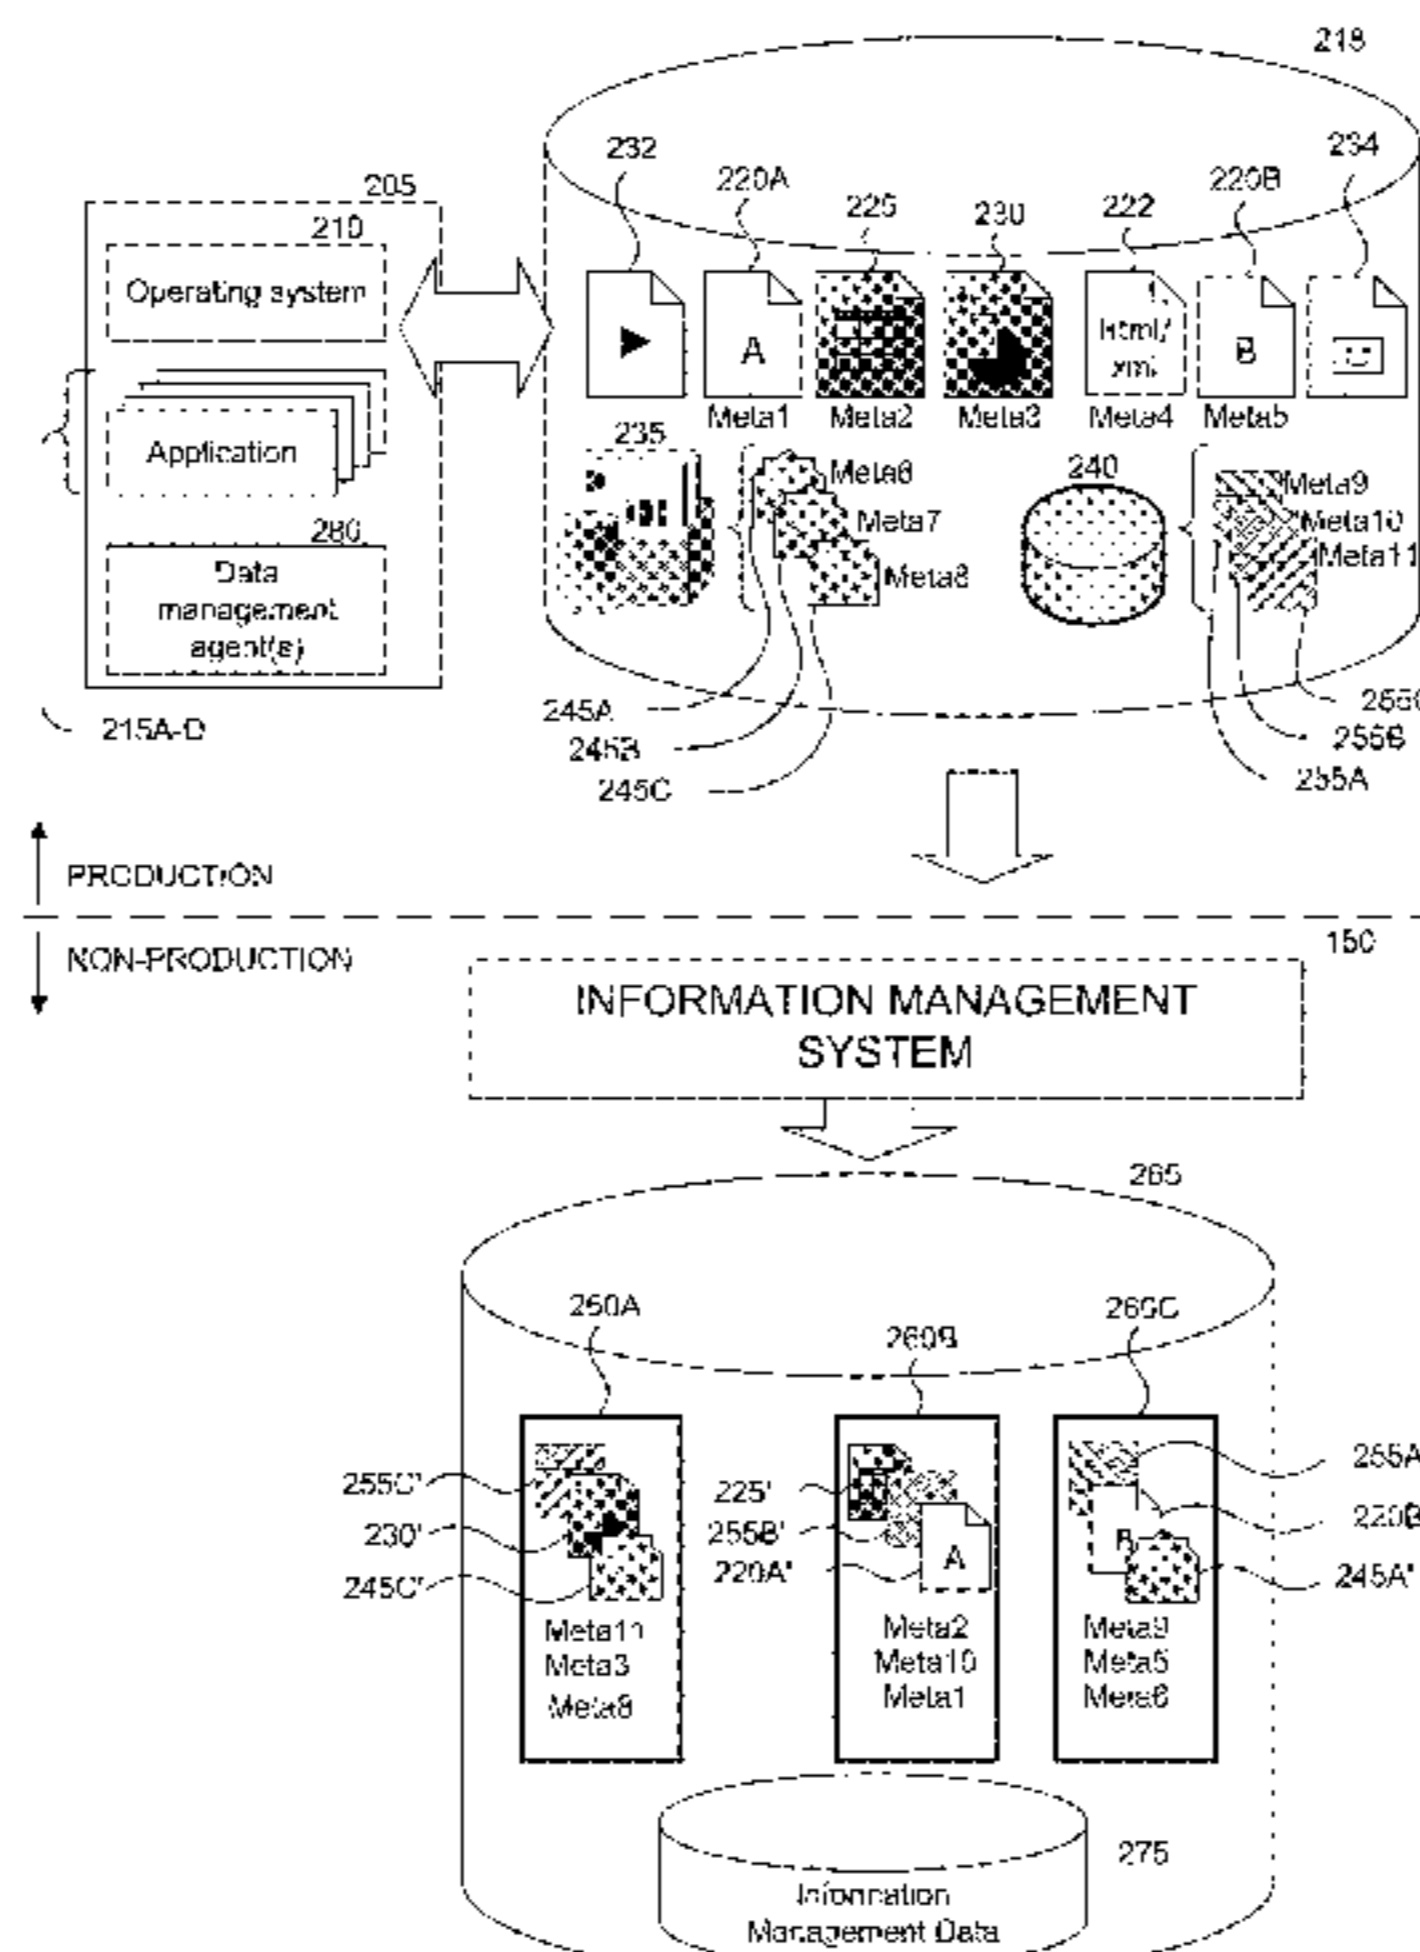 218
232
220A
225
230
222
220B
234
205
210
Operating system
Application
280
Data
management
agent(s)
215A-D
A
Html/
xml
B
Meta1
Meta2
Meta3
Meta4
Meta5
235
Meta6
Meta7
Meta8
240
Meta9
Meta10
Meta11
245A
245B
245C
255C
255B
255A
PRODUCTION
NON-PRODUCTION
150
INFORMATION MANAGEMENT
SYSTEM
265
260A
260B
260C
255C'
230'
245C'
225'
255B'
220A'
A
B
255A
220B
245A'
Meta11
Meta3
Meta8
Meta2
Meta10
Meta1
Meta9
Meta5
Meta6
275
Information
Management Data